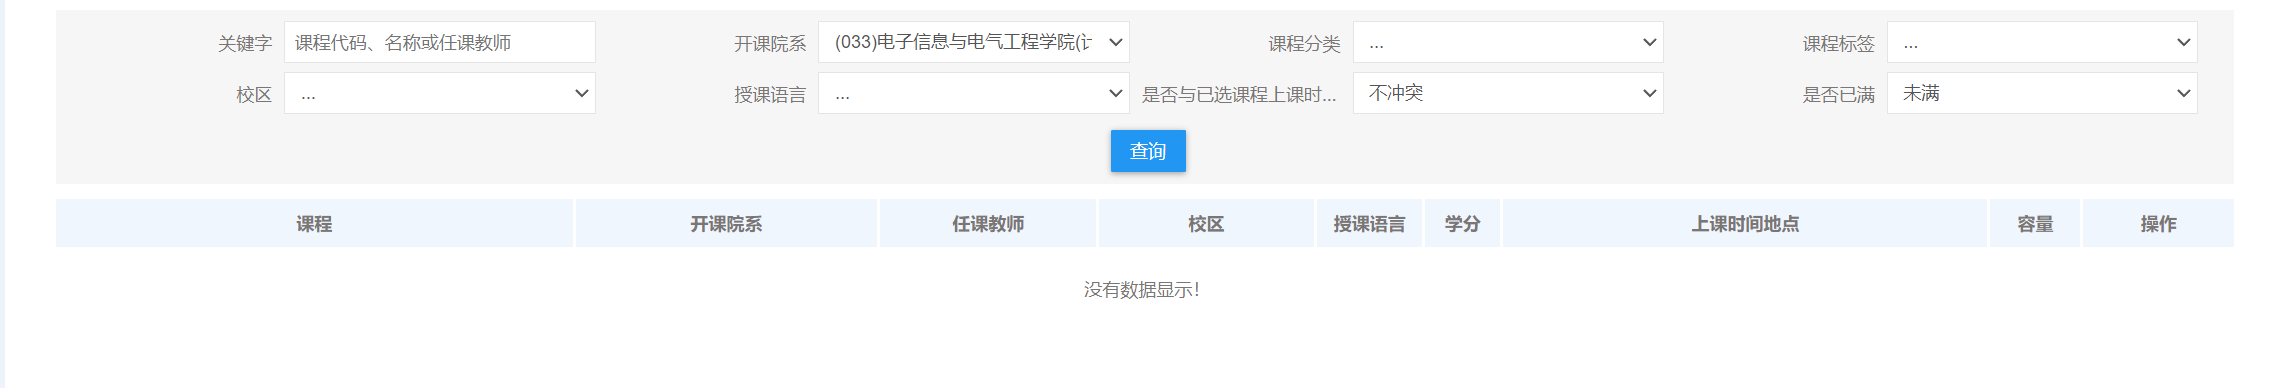 关键字 课程代码、名称或任课教师 开课院系 (033)电子信息与电气工程学院(计 课程分类 ... 课程标签 ...
校区 ... 授课语言 ... 是否与已选课程上课时... 不冲突 是否已满 未满
查询
课程 开课院系 任课教师 校区 授课语言 学分 上课时间地点 容量 操作
没有数据显示！